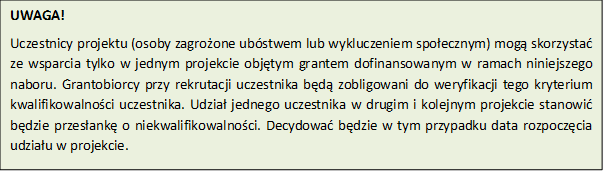 UWAGA!
Uczestnicy projektu (osoby zagrożone ubóstwem lub wykluczeniem społecznym) mogą skorzystać
ze wsparcia tylko w jednym projekcie objętym grantem dofinansowanym w ramach niniejszego
naboru. Grantobiorcy przy rekrutacji uczestnika będą zobligowani do weryfikacji tego kryterium
kwalifikowalności uczestnika. Udział jednego uczestnika w drugim i kolejnym projekcie stanowić
będzie przesłankę o niekwalifikowalności. Decydować będzie w tym przypadku data rozpoczęcia
udziału w projekcie.